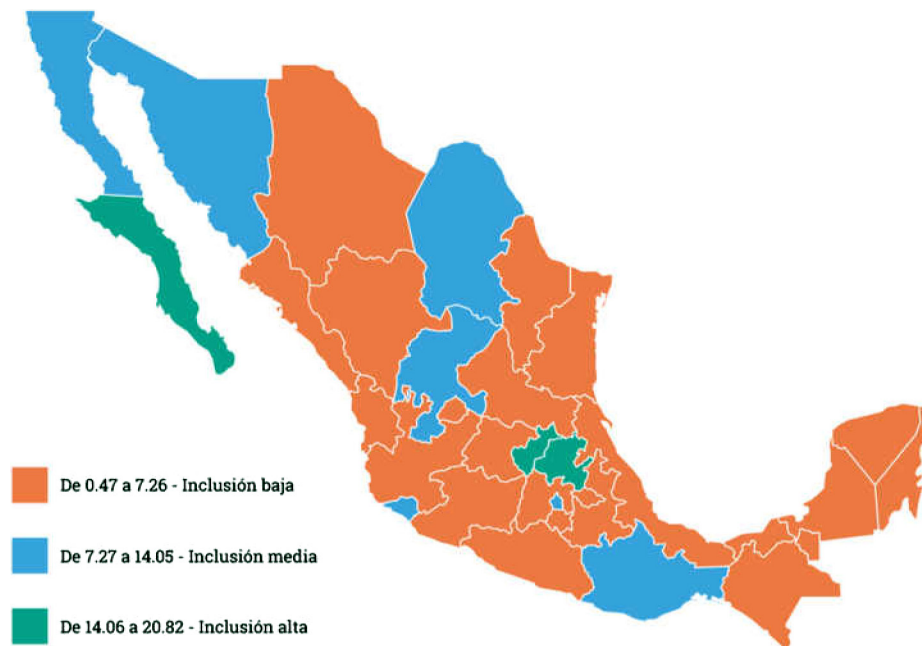 De 0.47 a 7.26 - Inclusión baja
De 7.27 a 14.05 - Inclusión media
De 14.06 a 20.82 - Inclusión alta